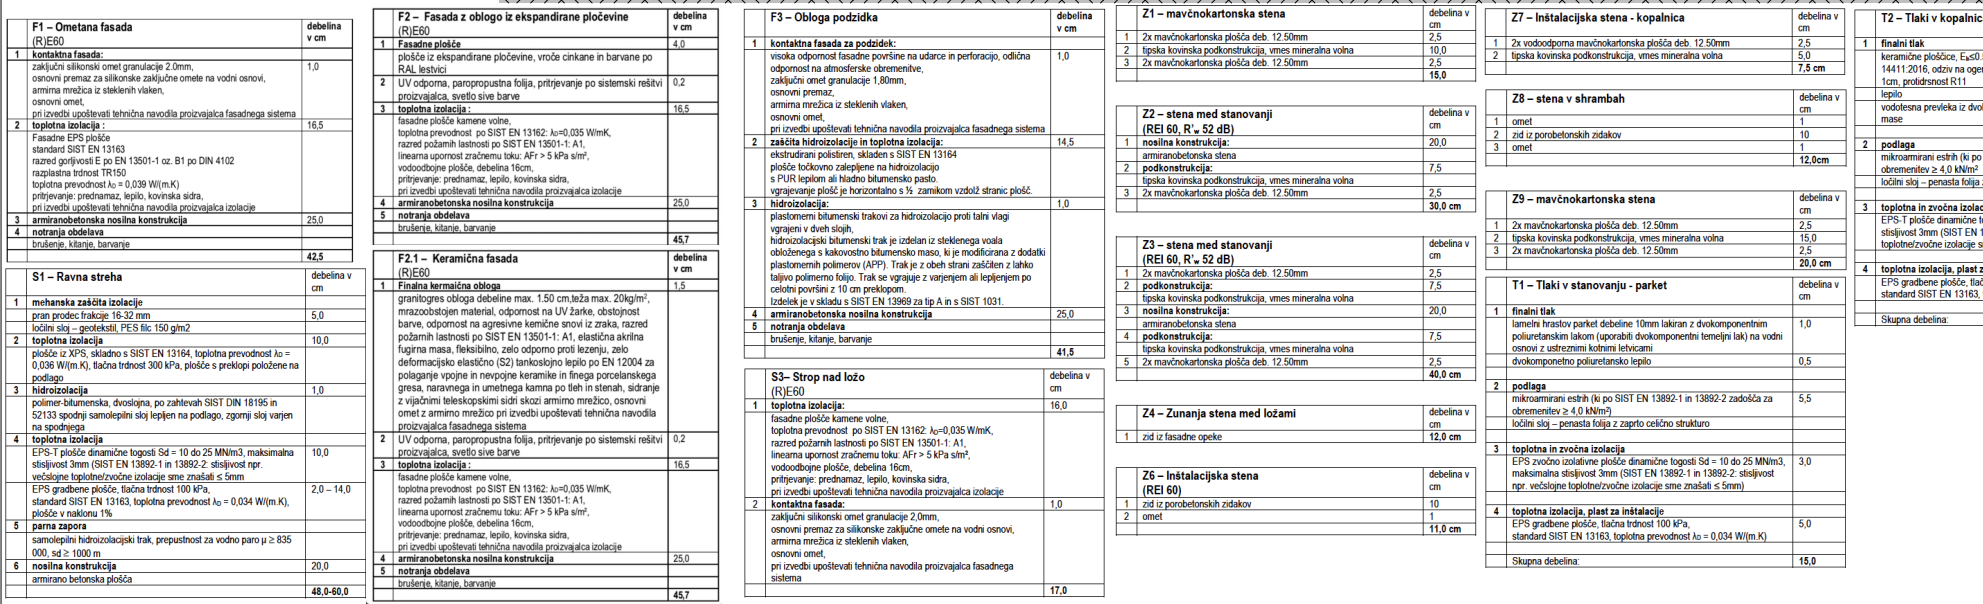 F1 – Ometana fasada
(R)E60
debelina
v cm
1 kontaktna fasada:
zaključni silikonski omet granulacije 2.0mm,
osnovni premaz za silikonske zaključne omete na vodni osnovi,
armirna mrežica iz steklenih vlaken,
osnovni omet,
pri izvedbi upoštevati tehnična navodila proizvajalca fasadnega sistema
1,0
2 toplotna izolacija :
16,5
Fasadne EPS plošče
standard SIST EN 13163
razred gorljivosti E po EN 13501-1 oz. B1 po DIN 4102
razplastna trdnost TR150
toplotna prevodnost λD = 0,039 W/(m.K)
pritrjevanje: prednamaz, lepilo, kovinska sidra,
pri izvedbi upoštevati tehnična navodila proizvajalca izolacije
3 armiranobetonska nosilna konstrukcija 25,0
4 notranja obdelava
brušenje, kitanje, barvanje
42,5
S1 – Ravna streha
debelina v
cm
1 mehanska zaščita izolacije
pran prodec frakcije 16-32 mm 5,0
ločilni sloj – geotekstil, PES filc 150 g/m2
2 toplotna izolacija 10,0
plošče iz XPS, skladno s SIST EN 13164, toplotna prevodnost λD =
0,036 W/(m.K), tlačna trdnost 300 kPa, plošče s preklopi položene na
podlago
3 hidroizolacija 1,0
polimer-bitumenska, dvoslojna, po zahtevah SIST DIN 18195 in
52133 spodnji samolepilni sloj lepljen na podlago, zgornji sloj varjen
na spodnjega
4 toplotna izolacija
EPS-T plošče dinamične togosti Sd = 10 do 25 MN/m3, maksimalna
stisljivost 3mm (SIST EN 13892-1 in 13892-2: stisljivost npr.
večslojne toplotne/zvočne izolacije sme znašati ≤ 5mm
10,0
EPS gradbene plošče, tlačna trdnost 100 kPa,
standard SIST EN 13163, toplotna prevodnost λD = 0,034 W/(m.K),
plošče v naklonu 1%
2,0 – 14,0
5 parna zapora
samolepilni hidroizolacijski trak, prepustnost za vodno paro μ ≥ 835
000, sd ≥ 1000 m
6 nosilna konstrukcija 20,0
armirano betonska plošča
48,0-60,0
F2 – Fasada z oblogo iz ekspandirane pločevine
(R)E60
debelina
v cm
1 Fasadne plošče 4,0
plošče iz ekspandirane pločevine, vroče cinkane in barvane po
RAL lestvici
2 UV odporna, paropropustna folija, pritrjevanje po sistemski rešitvi
proizvajalca, svetlo sive barve
0,2
3 toplotna izolacija : 16,5
fasadne plošče kamene volne,
toplotna prevodnost po SIST EN 13162: λD=0,035 W/mK,
razred požarnih lastnosti po SIST EN 13501-1: A1,
linearna upornost zračnemu toku: AFr > 5 kPa s/m²,
vodoodbojne plošče, debelina 16cm,
pritrjevanje: prednamaz, lepilo, kovinska sidra,
pri izvedbi upoštevati tehnična navodila proizvajalca izolacije
4 armiranobetonska nosilna konstrukcija 25,0
5 notranja obdelava
brušenje, kitanje, barvanje
45,7
F2.1 – Keramična fasada
(R)E60
debelina
v cm
1 Finalna kermaična obloga 1,5
granitogres obloga debeline max. 1.50 cm,teža max. 20kg/m²,
mrazoobstojen material, odpornost na UV žarke, obstojnost
barve, odpornost na agresivne kemične snovi iz zraka, razred
požarnih lastnosti po SIST EN 13501-1: A1, elastična akrilna
fugirna masa, fleksibilno, zelo odporno proti lezenju, zelo
deformacijsko elastično (S2) tankoslojno lepilo po EN 12004 za
polaganje vpojne in nevpojne keramike in finega porcelanskega
gresa, naravnega in umetnega kamna po tleh in stenah, sidranje
z vijačnimi teleskopskimi sidri skozi armirno mrežico, osnovni
omet z armirno mrežico pri izvedbi upoštevati tehnična navodila
proizvajalca fasadnega sistema
2 UV odporna, paropropustna folija, pritrjevanje po sistemski rešitvi
proizvajalca, svetlo sive barve
0,2
3 toplotna izolacija : 16,5
fasadne plošče kamene volne,
toplotna prevodnost po SIST EN 13162: λD=0,035 W/mK,
razred požarnih lastnosti po SIST EN 13501-1: A1,
linearna upornost zračnemu toku: AFr > 5 kPa s/m²,
vodoodbojne plošče, debelina 16cm,
pritrjevanje: prednamaz, lepilo, kovinska sidra,
pri izvedbi upoštevati tehnična navodila proizvajalca izolacije
4 armiranobetonska nosilna konstrukcija 25,0
5 notranja obdelava
brušenje, kitanje, barvanje
45,7
F3 – Obloga podzidka
(R)E60
debelina
v cm
1 kontaktna fasada za podzidek:
visoka odpornost fasadne površine na udarce in perforacijo, odlična
odpornost na atmosferske obremenitve,
zaključni omet granulacije 1,80mm,
osnovni premaz,
armirna mrežica iz steklenih vlaken,
osnovni omet,
pri izvedbi upoštevati tehnična navodila proizvajalca fasadnega sistema
1,0
2 zaščita hidroizolacije in toplotna izolacija: 14,5
ekstrudirani polistiren, skladen s SIST EN 13164
plošče točkovno zalepljene na hidroizolacijo
s PUR lepilom ali hladno bitumensko pasto.
vgrajevanje plošč je horizontalno s ½ zamikom vzdolž stranic plošč.
3 hidroizolacija: 1,0
plastomerni bitumenski trakovi za hidroizolacijo proti talni vlagi
vgrajeni v dveh slojih,
hidroizolacijski bitumenski trak je izdelan iz steklenega voala
obloženega s kakovostno bitumensko maso, ki je modificirana z dodatki
plastomernih polimerov (APP). Trak je z obeh strani zaščiten z lahko
taljivo polimerno folijo. Trak se vgrajuje z varjenjem ali lepljenjem po
celotni površini z 10 cm preklopom.
Izdelek je v skladu s SIST EN 13969 za tip A in s SIST 1031.
4 armiranobetonska nosilna konstrukcija 25,0
5 notranja obdelava
brušenje, kitanje, barvanje
41,5
S3– Strop nad ložo
(R)E60
debelina v
cm
1 toplotna izolacija: 16,0
fasadne plošče kamene volne,
toplotna prevodnost po SIST EN 13162: λD=0,035 W/mK,
razred požarnih lastnosti po SIST EN 13501-1: A1,
linearna upornost zračnemu toku: AFr > 5 kPa s/m²,
vodoodbojne plošče, debelina 16cm,
pritrjevanje: prednamaz, lepilo, kovinska sidra,
pri izvedbi upoštevati tehnična navodila proizvajalca izolacije
2 kontaktna fasada: 1,0
zaključni silikonski omet granulacije 2,0mm,
osnovni premaz za silikonske zaključne omete na vodni osnovi,
armirna mrežica iz steklenih vlaken,
osnovni omet,
pri izvedbi upoštevati tehnična navodila proizvajalca fasadnega
sistema
17,0
Z1 – mavčnokartonska stena
debelina v
cm
1 2x mavčnokartonska plošča deb. 12.50mm 2,5
2 tipska kovinska podkonstrukcija, vmes mineralna volna 10,0
3 2x mavčnokartonska plošča deb. 12.50mm 2,5
15,0
Z2 – stena med stanovanji
(REI 60, R'w 52 dB)
debelina v
cm
1 nosilna konstrukcija: 20,0
armiranobetonska stena
2 podkonstrukcija: 7,5
tipska kovinska podkonstrukcija, vmes mineralna volna
3 2x mavčnokartonska plošča deb. 12.50mm 2,5
30,0 cm
Z3 – stena med stanovanji
(REI 60, R'w 52 dB)
debelina v
cm
1 2x mavčnokartonska plošča deb. 12.50mm 2,5
2 podkonstrukcija: 7,5
tipska kovinska podkonstrukcija, vmes mineralna volna
3 nosilna konstrukcija: 20,0
armiranobetonska stena
4 podkonstrukcija: 7,5
tipska kovinska podkonstrukcija, vmes mineralna volna
5 2x mavčnokartonska plošča deb. 12.50mm 2,5
40,0 cm
Z4 – Zunanja stena med ložami
debelina v
cm
1 zid iz fasadne opeke 12,0 cm
Z6 – Inštalacijska stena
(REI 60)
debelina v
cm
1 zid iz porobetonskih zidakov 10
2 omet 1
11,0 cm
Z7 – Inštalacijska stena - kopalnica
debelina v
cm
1 2x vodoodporna mavčnokartonska plošča deb. 12.50mm 2,5
2 tipska kovinska podkonstrukcija, vmes mineralna volna 5,0
7,5 cm
Z8 – stena v shrambah
debelina v
cm
1 omet 1
2 zid iz porobetonskih zidakov 10
3 omet 1
12,0cm
Z9 – mavčnokartonska stena
debelina v
cm
1 2x mavčnokartonska plošča deb. 12.50mm 2,5
2 tipska kovinska podkonstrukcija, vmes mineralna volna 15,0
3 2x mavčnokartonska plošča deb. 12.50mm 2,5
20,0 cm
T1 – Tlaki v stanovanju - parket
debelina v
cm
1 finalni tlak
lamelni hrastov parket debeline 10mm lakiran z dvokomponentnim
poliuretanskim lakom (uporabiti dvokomponentni temeljni lak) na vodni
osnovi z ustreznimi kotnimi letvicami
1,0
dvokomponetno poliuretansko lepilo 0,5
2 podlaga
mikroarmirani estrih (ki po SIST EN 13892-1 in 13892-2 zadošča za
obremenitev ≥ 4,0 kN/m²)
5,5
ločilni sloj – penasta folija z zaprto celično strukturo
3 toplotna in zvočna izolacija
EPS zvočno izolativne plošče dinamične togosti Sd = 10 do 25 MN/m3,
maksimalna stisljivost 3mm (SIST EN 13892-1 in 13892-2: stisljivost
npr. večslojne toplotne/zvočne izolacije sme znašati ≤ 5mm)
3,0
4 toplotna izolacija, plast za inštalacije
EPS gradbene plošče, tlačna trdnost 100 kPa,
standard SIST EN 13163, toplotna prevodnost λD = 0,034 W/(m.K)
5,0
Skupna debelina: 15,0
T2 – Tlaki v kopalnic
1 finalni tlak
keramične ploščice, Eb≤0.
14411:2016, odziv na oge
1cm, protidrsnost R11
lepilo
vodotesna prevleka iz dvo
mase
2 podlaga
mikroarmirani estrih (ki po
obremenitev ≥ 4,0 kN/m²
ločilni sloj – penasta folija
3 toplotna in zvočna izolac
EPS-T plošče dinamične to
stisljivost 3mm (SIST EN 1
toplotne/zvočne izolacije s
4 toplotna izolacija, plast z
EPS gradbene plošče, tlač
standard SIST EN 13163,
Skupna debelina: